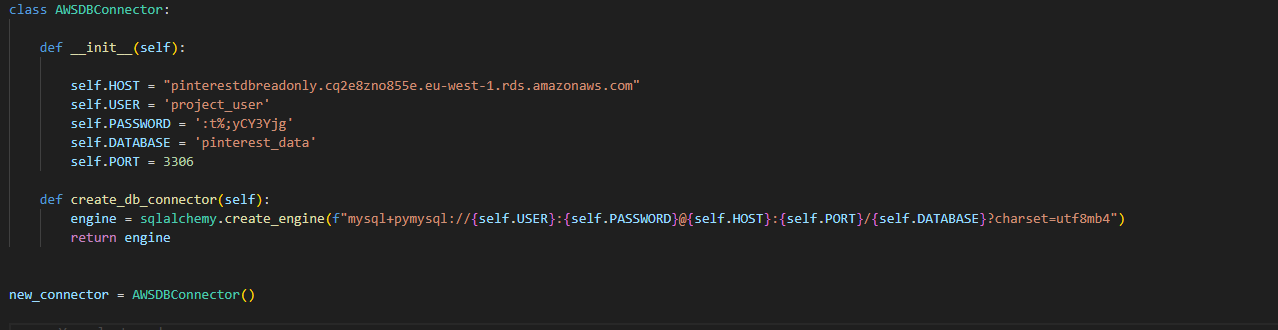 class AWSDBConnector:
def __init__(self):
self.HOST = "pinterestdbreadonly.cq2e8zno855e.eu-west-1.rds.amazonaws.com"
self.USER = 'project_user'
self.PASSWORD = ':t%;yCY3Yjg'
self.DATABASE = 'pinterest_data'
self.PORT = 3306
def create_db_connector(self):
engine = sqlalchemy.create_engine(f"mysql+pymysql://{self.USER}:{self.PASSWORD}@{self.HOST}:{self.PORT}/{self.DATABASE}?charset=utf8mb4")
return engine
new_connector = AWSDBConnector()